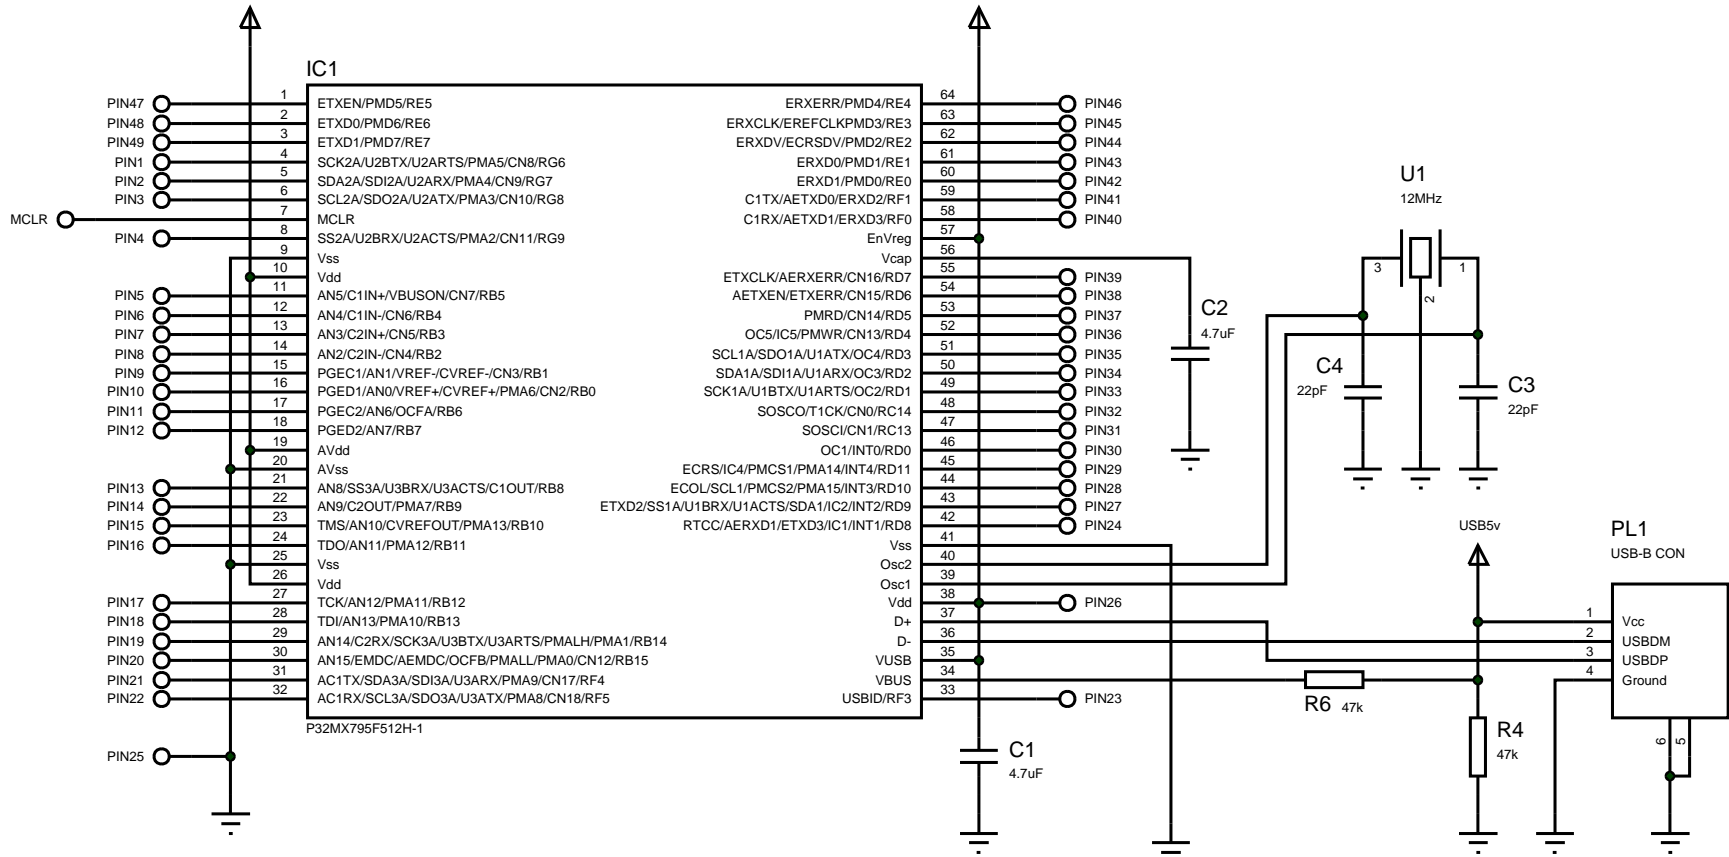 IC1
PIN47 1 ETXEN/PMD5/RE5 ERXERR/PMD4/RE4 64 PIN46
PIN48 2 ETXD0/PMD6/RE6 ERXCLK/EREFCLKPMD3/RE3 63 PIN45
PIN49 3 ETXD1/PMD7/RE7 ERXDV/ECRSDV/PMD2/RE2 62 PIN44
PIN1 4 SCK2A/U2BTX/U2ARTS/PMA5/CN8/RG6 ERXD0/PMD1/RE1 61 PIN43
PIN2 5 SDA2A/SDI2A/U2ARX/PMA4/CN9/RG7 ERXD1/PMD0/RE0 60 PIN42
PIN3 6 SCL2A/SDO2A/U2ATX/PMA3/CN10/RG8 C1TX/AETXD0/ERXD2/RF1 59 PIN41
MCLR 7 MCLR C1RX/AETXD1/ERXD3/RF0 58 PIN40
PIN4 8 SS2A/U2BRX/U2ACTS/PMA2/CN11/RG9 EnVreg 57
9 Vss Vcap 56
10 Vdd ETXCLK/AERXERR/CN16/RD7 55 PIN39
PIN5 11 AN5/C1IN+/VBUSON/CN7/RB5 AETXEN/ETXERR/CN15/RD6 54 PIN38
PIN6 12 AN4/C1IN-/CN6/RB4 PMRD/CN14/RD5 53 PIN37
PIN7 13 AN3/C2IN+/CN5/RB3 OC5/IC5/PMWR/CN13/RD4 52 PIN36
PIN8 14 AN2/C2IN-/CN4/RB2 SCL1A/SDO1A/U1ATX/OC4/RD3 51 PIN35
PIN9 15 PGEC1/AN1/VREF-/CVREF-/CN3/RB1 SDA1A/SDI1A/U1ARX/OC3/RD2 50 PIN34
PIN10 16 PGED1/AN0/VREF+/CVREF+/PMA6/CN2/RB0 SCK1A/U1BTX/U1ARTS/OC2/RD1 49 PIN33
PIN11 17 PGEC2/AN6/OCFA/RB6 SOSCO/T1CK/CN0/RC14 48 PIN32
PIN12 18 PGED2/AN7/RB7 SOSCI/CN1/RC13 47 PIN31
19 AVdd OC1/INT0/RD0 46 PIN30
20 AVss ECRS/IC4/PMCS1/PMA14/INT4/RD11 45 PIN29
PIN13 21 AN8/SS3A/U3BRX/U3ACTS/C1OUT/RB8 ECOL/SCL1/PMCS2/PMA15/INT3/RD10 44 PIN28
PIN14 22 AN9/C2OUT/PMA7/RB9 ETXD2/SS1A/U1BRX/U1ACTS/SDA1/IC2/INT2/RD9 43 PIN27
PIN15 23 TMS/AN10/CVREFOUT/PMA13/RB10 RTCC/AERXD1/ETXD3/IC1/INT1/RD8 42 PIN24
PIN16 24 TDO/AN11/PMA12/RB11 Vss 41
25 Vss Osc2 40
26 Vdd Osc1 39
PIN17 27 TCK/AN12/PMA11/RB12 Vdd 38 PIN26
PIN18 28 TDI/AN13/PMA10/RB13 D+ 37
PIN19 29 AN14/C2RX/SCK3A/U3BTX/U3ARTS/PMALH/PMA1/RB14 D- 36
PIN20 30 AN15/EMDC/AEMDC/OCFB/PMALL/PMA0/CN12/RB15 VUSB 35
PIN21 31 AC1TX/SDA3A/SDI3A/U3ARX/PMA9/CN17/RF4 VBUS 34
PIN22 32 AC1RX/SCL3A/SDO3A/U3ATX/PMA8/CN18/RF5 USBID/RF3 33 PIN23
P32MX795F512H-1
PIN25
C1
4.7uF
C2
4.7uF
U1
12MHz
3 1
2
C4
22pF
C3
22pF
USB5v
R6 47k
R4
47k
PL1
USB-B CON
1 Vcc
2 USBDM
3 USBDP
4 Ground
6 5